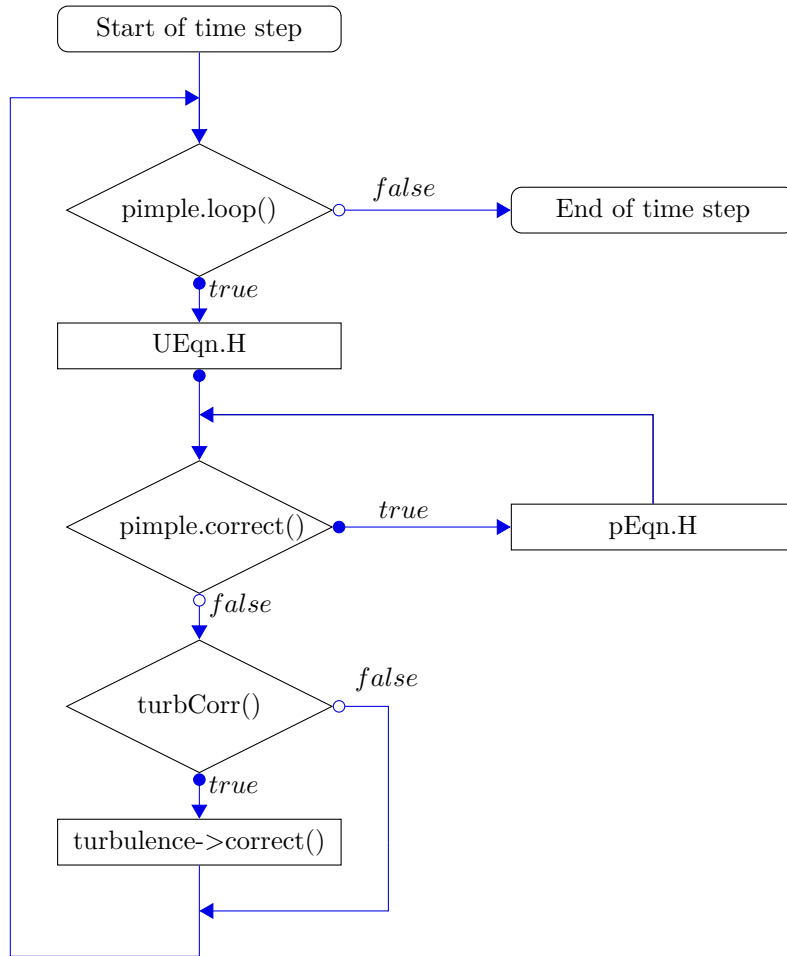 Start of time step
false
pimple.loop()
End of time step
true
UEqn.H
true
pimple.correct()
pEqn.H
false
false
turbCorr()
true
turbulence->correct()